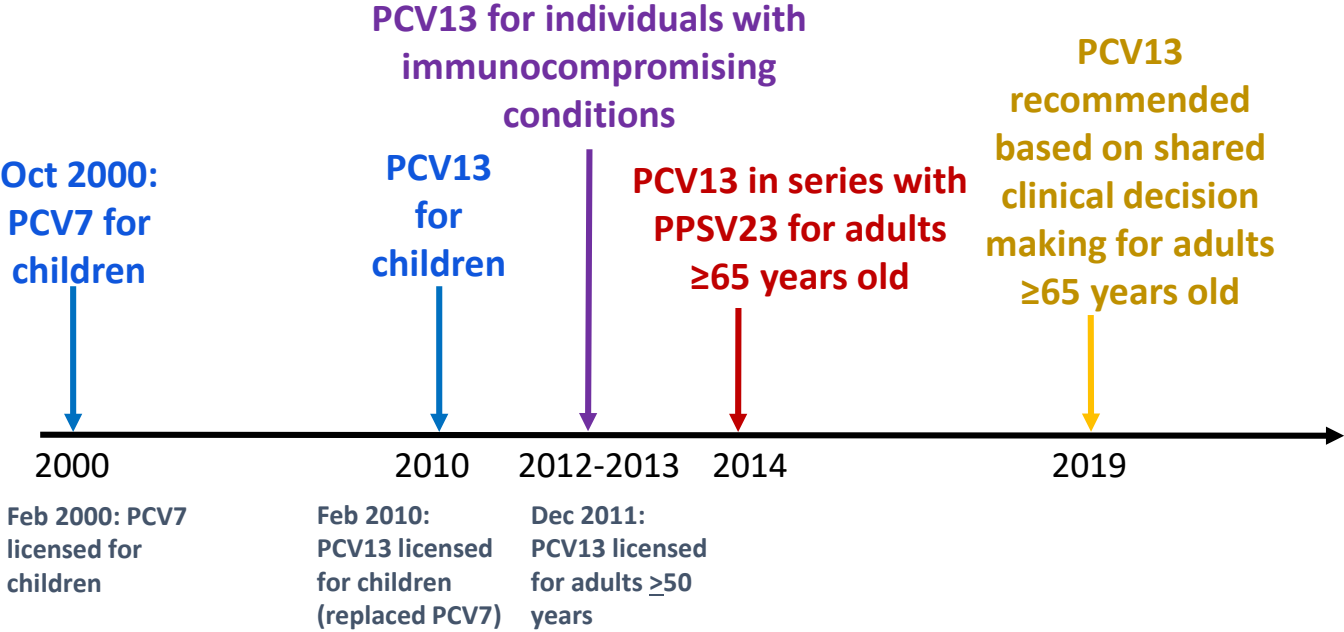 PCV13 for individuals with
immunocompromising
conditions
PCV13
recommended
based on shared
clinical decision
making for adults
≥65 years old
Oct 2000:
PCV7 for
children
PCV13
for
children
PCV13 in series with
PPSV23 for adults
≥65 years old
2000
2010
2012-2013
2014
2019
Feb 2000: PCV7
licensed for
children
Feb 2010:
PCV13 licensed
for children
(replaced PCV7)
Dec 2011:
PCV13 licensed
for adults ≥50
years